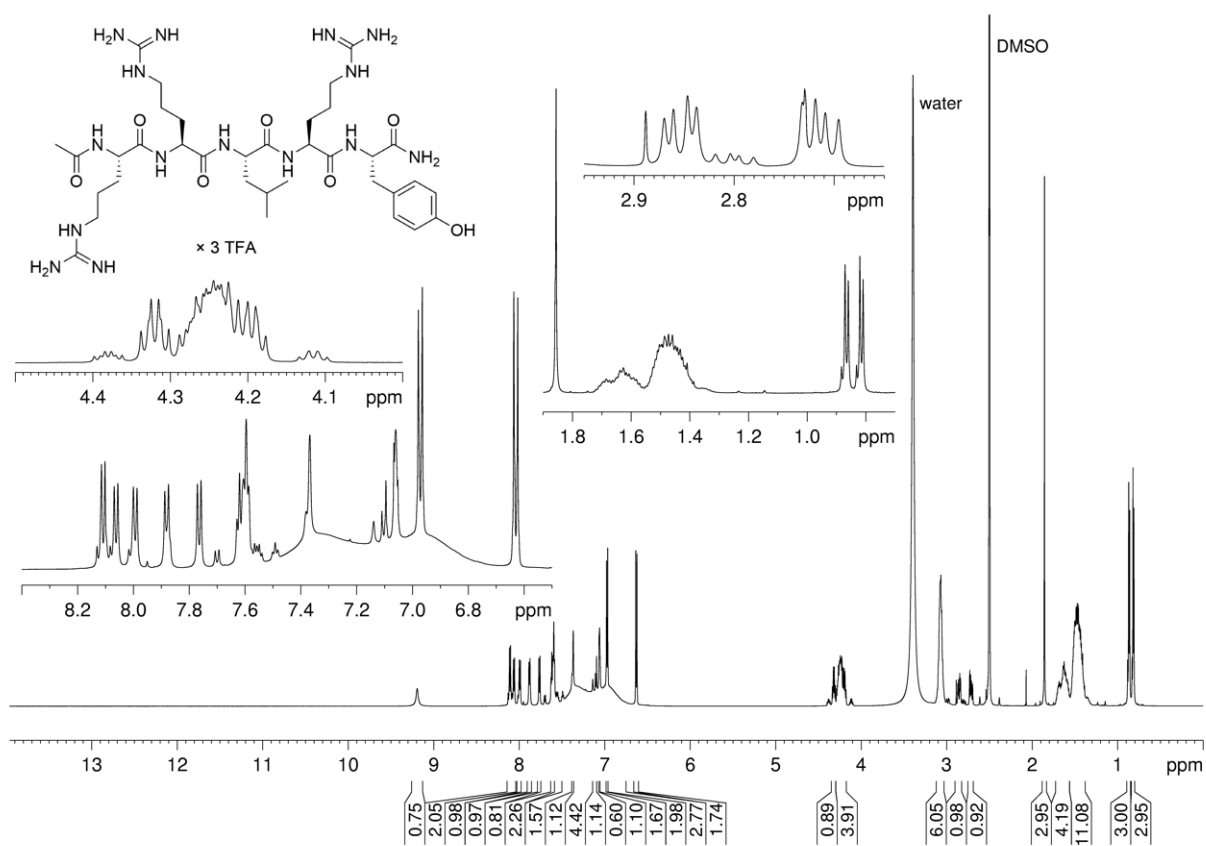 H₂N NH
HN
HN NH₂
NH
O
H
N
O
N
H
H
N
O
N
H
O
H
N
O
NH₂
O
HN
H₂N NH
OH
× 3 TFA
4.4 4.3 4.2 4.1 ppm
8.2 8.0 7.8 7.6 7.4 7.2 7.0 6.8 ppm
2.9 2.8 ppm
1.8 1.6 1.4 1.2 1.0 ppm
water
DMSO
13 12 11 10 9 8 7 6 5 4 3 2 1 ppm
0.75 2.05 0.98 0.97 0.81 2.26 1.57 1.12 4.42 1.14 0.60 1.10 1.67 1.98 2.77 1.74 0.89 3.91 6.05 0.98 0.92 2.95 4.19 11.08 3.00 2.95